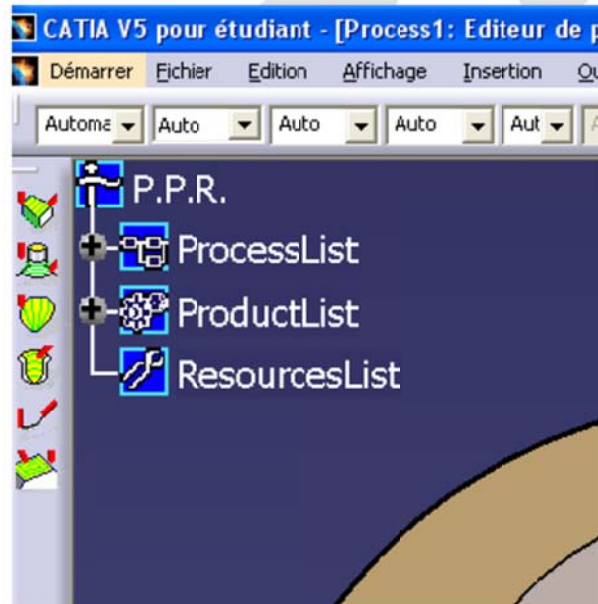 CATIA V5 pour étudiant - [Process1: Editeur de p
Démarrer Fichier Edition Affichage Insertion Ou
Automa Auto Auto Auto Aut
P.P.R.
ProcessList
ProductList
ResourcesList